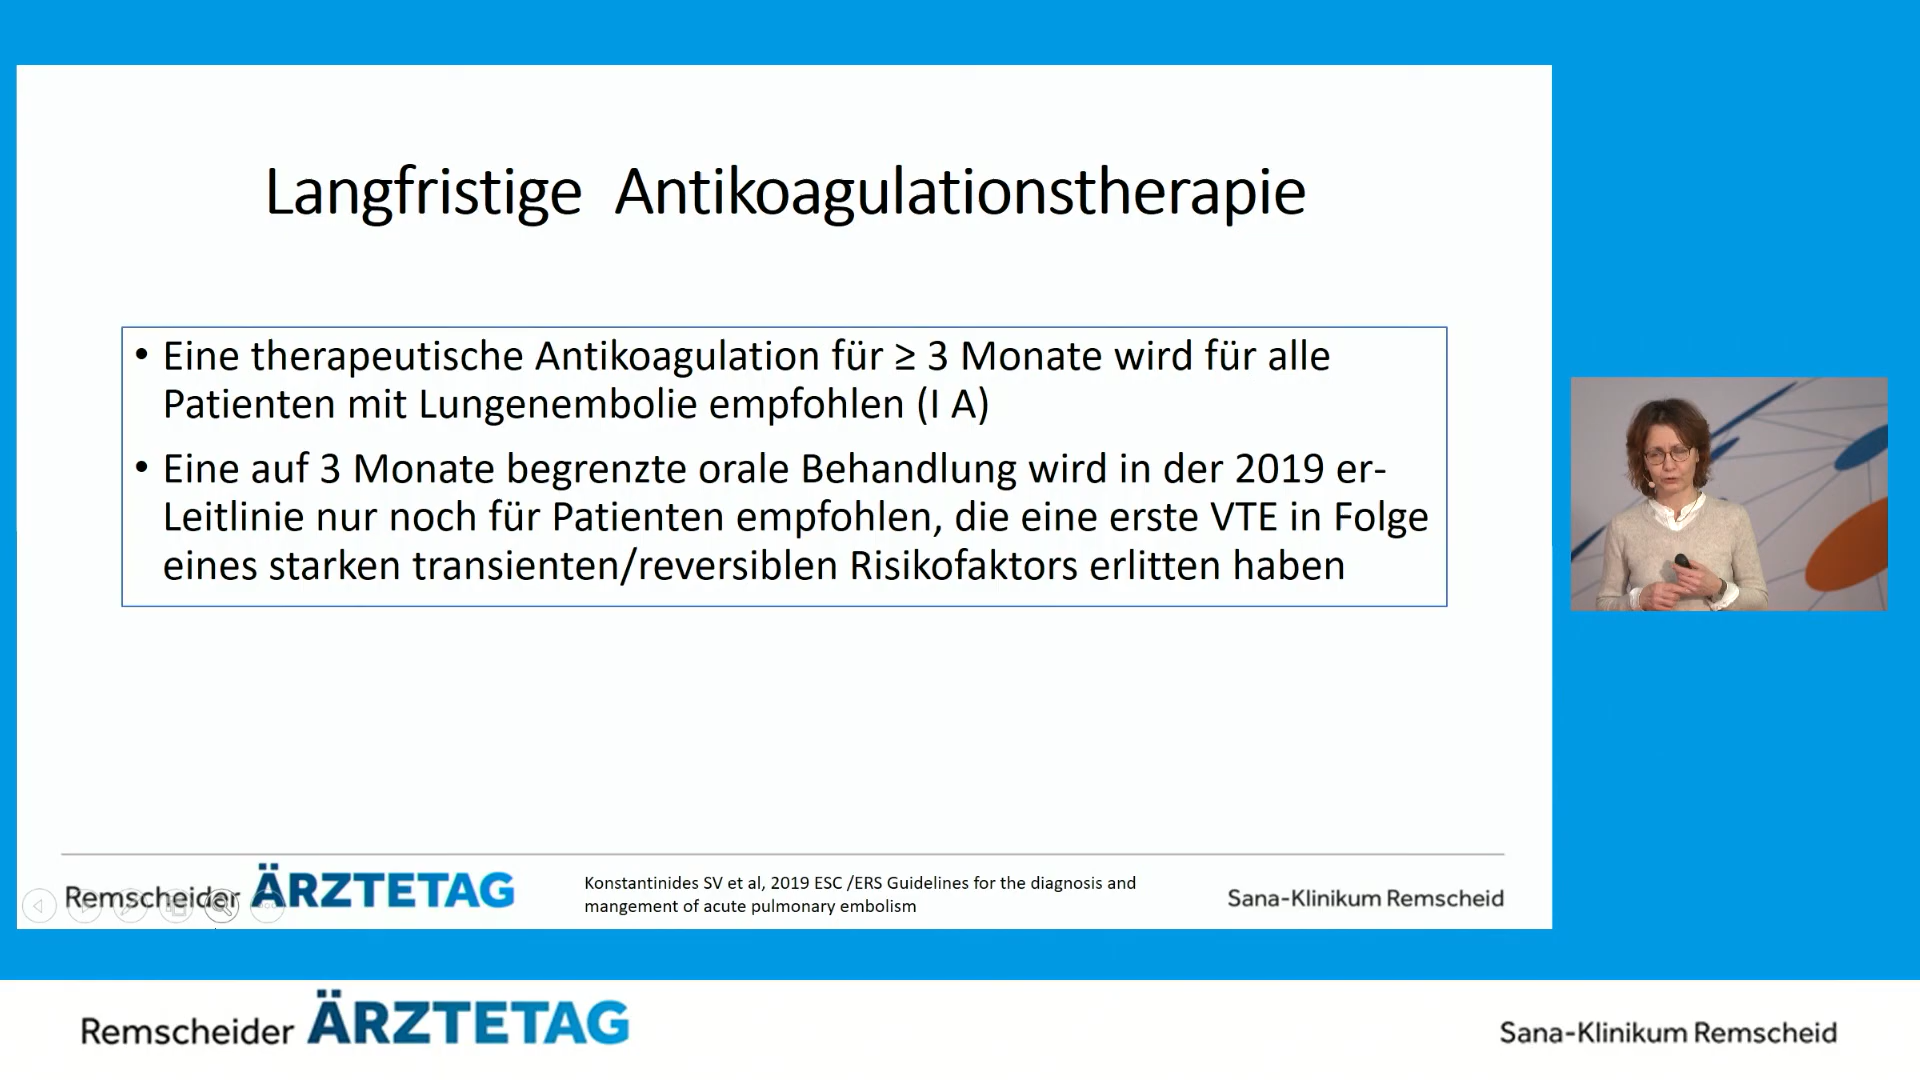 Langfristige Antikoagulationstherapie
• Eine therapeutische Antikoagulation für ≥ 3 Monate wird für alle
Patienten mit Lungenembolie empfohlen (I A)
• Eine auf 3 Monate begrenzte orale Behandlung wird in der 2019 er-
Leitlinie nur noch für Patienten empfohlen, die eine erste VTE in Folge
eines starken transienten/reversiblen Risikofaktors erlitten haben
Remscheider ÄRZTETAG
Konstantinides SV et al, 2019 ESC /ERS Guidelines for the diagnosis and
mangement of acute pulmonary embolism
Sana-Klinikum Remscheid
Remscheider ÄRZTETAG
Sana-Klinikum Remscheid